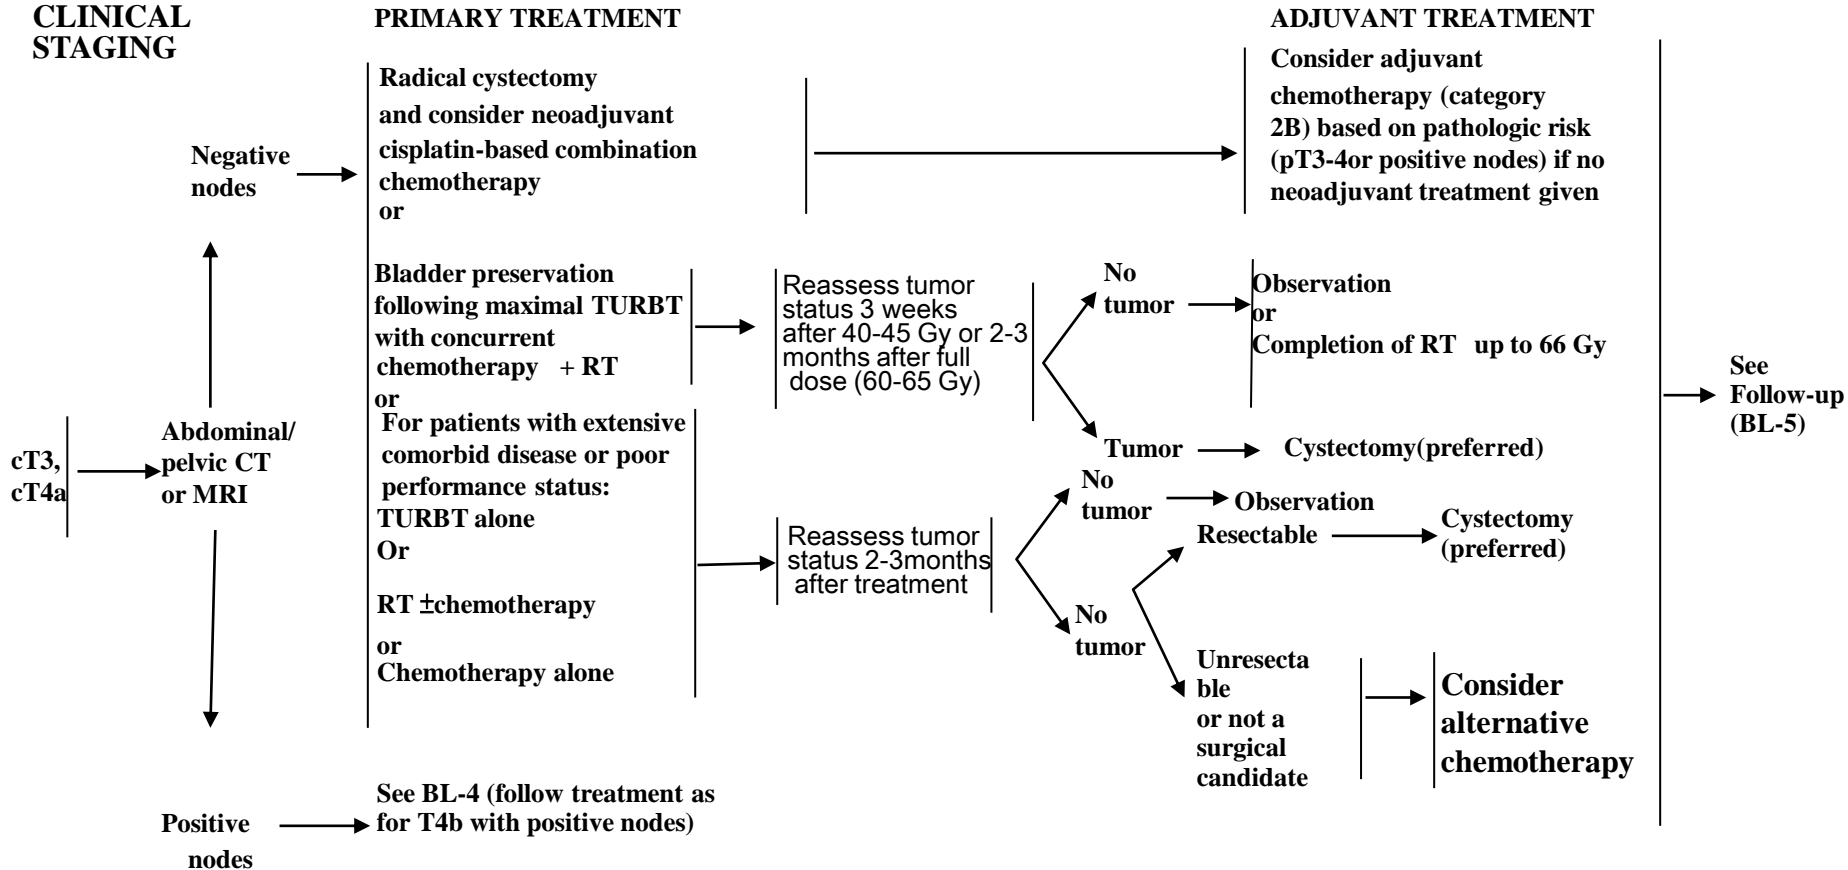 CLINICAL
STAGING
PRIMARY TREATMENT
ADJUVANT TREATMENT
cT3,
cT4a
Abdominal/
pelvic CT
or MRI
Negative
nodes
Radical cystectomy
and consider neoadjuvant
cisplatin-based combination
chemotherapy
or
Consider adjuvant
chemotherapy (category
2B) based on pathologic risk
(pT3-4or positive nodes) if no
neoadjuvant treatment given
Bladder preservation
following maximal TURBT
with concurrent
chemotherapy + RT
or
Reassess tumor
status 3 weeks
after 40-45 Gy or 2-3
months after full
dose (60-65 Gy)
No
tumor
Observation
or
Completion of RT up to 66 Gy
Tumor
Cystectomy(preferred)
For patients with extensive
comorbid disease or poor
performance status:
TURBT alone
Or
RT ±chemotherapy
or
Chemotherapy alone
Reassess tumor
status 2-3months
after treatment
No
tumor
Observation
No
tumor
Resectable
Cystectomy
(preferred)
Unresecta
ble
or not a
surgical
candidate
Consider
alternative
chemotherapy
See
Follow-up
(BL-5)
Positive
nodes
See BL-4 (follow treatment as
for T4b with positive nodes)